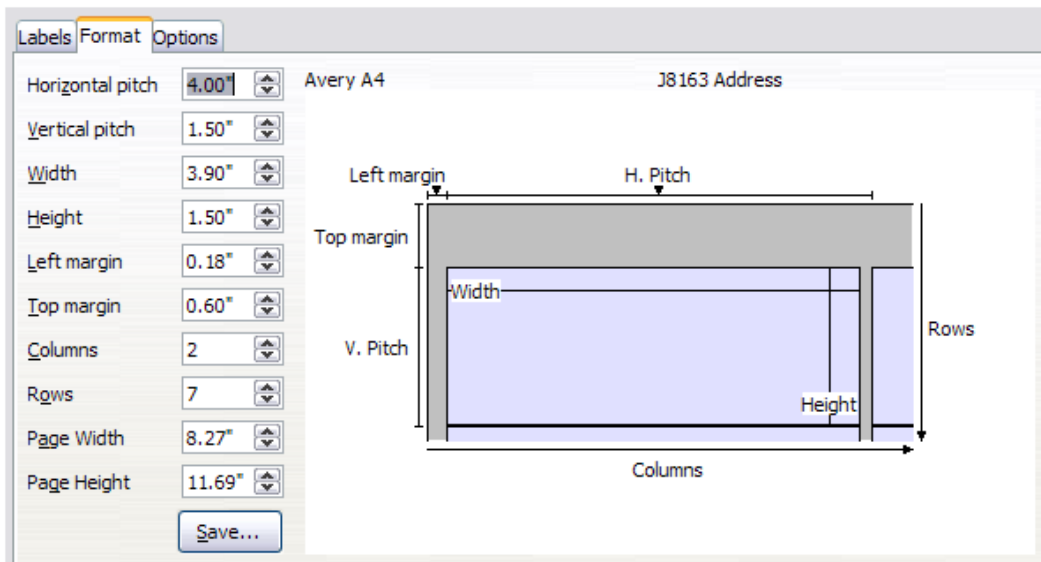 Labels Format Options
Horizontal pitch 4.00" Avery A4 J8163 Address
Vertical pitch 1.50"
Width 3.90" Left margin H. Pitch
Height 1.50" Top margin
Left margin 0.18"
Width
Top margin 0.60"
Columns 2 V. Pitch Rows
Rows 7 Height
Page Width 8.27"
Columns
Page Height 11.69"
Save...